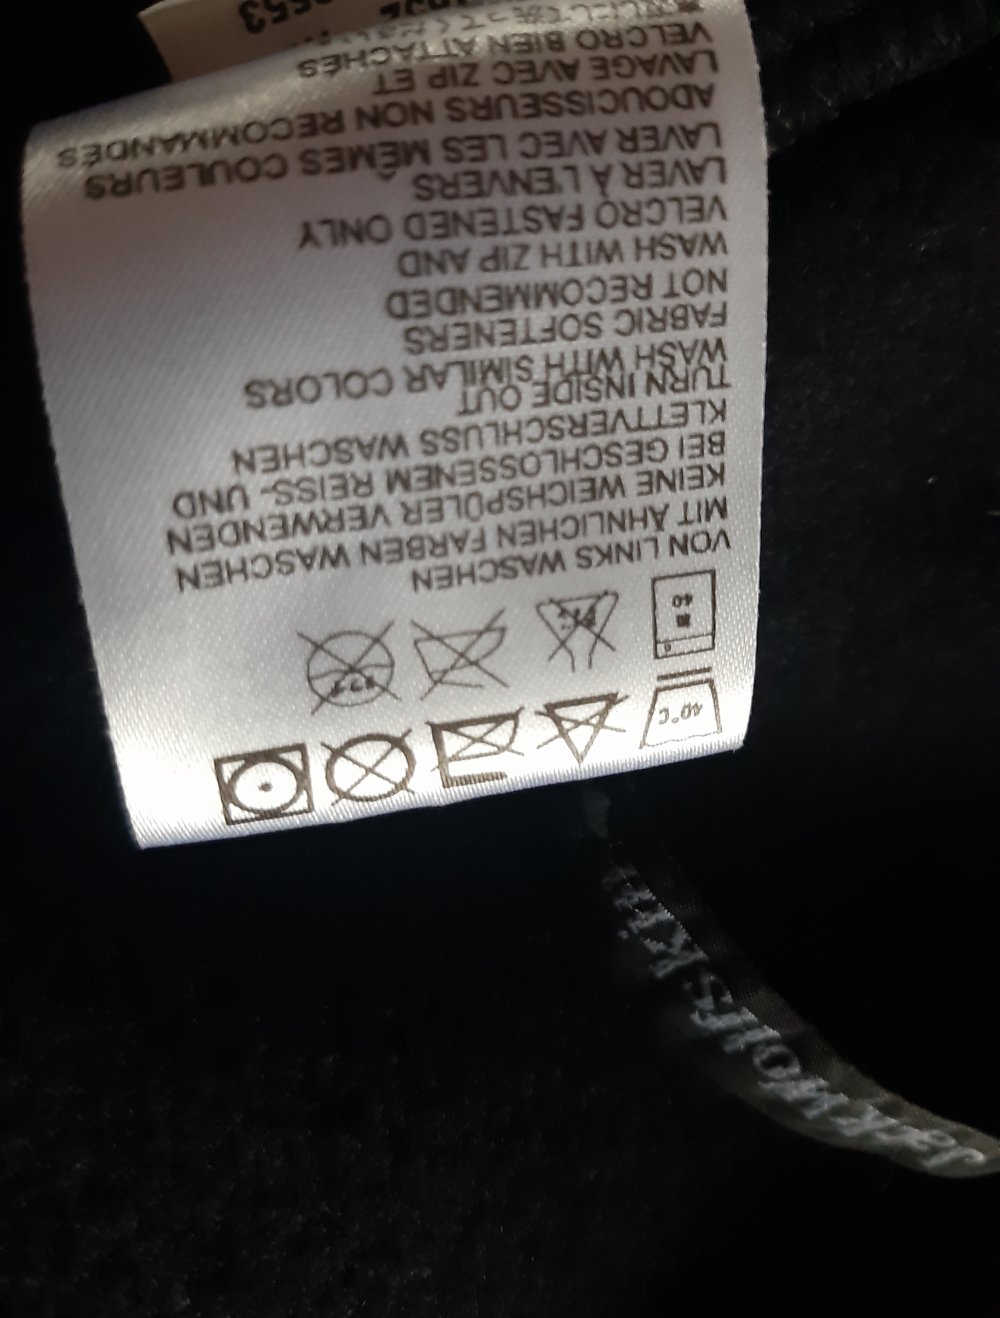 40°C
40
VON LINKS WASCHEN
MIT ÄHNLICHEN FARBEN WASCHEN
KEINE WEICHSPÜLER VERWENDEN
BEI GESCHLOSSENEM REISS- UND
KLETTVERSCHLUSS WASCHEN
TURN INSIDE OUT
WASH WITH SIMILAR COLORS
FABRIC SOFTENERS
NOT RECOMMENDED
WASH WITH ZIP AND
VELCRO FASTENED ONLY
LAVER À L'ENVERS
LAVER AVEC LES MÊMES COULEURS
ADOUCISSEURS NON RECOMMANDÉS
LAVAGE AVEC ZIP ET
VELCRO BIEN ATTACHÉS
Jack Wolfskin